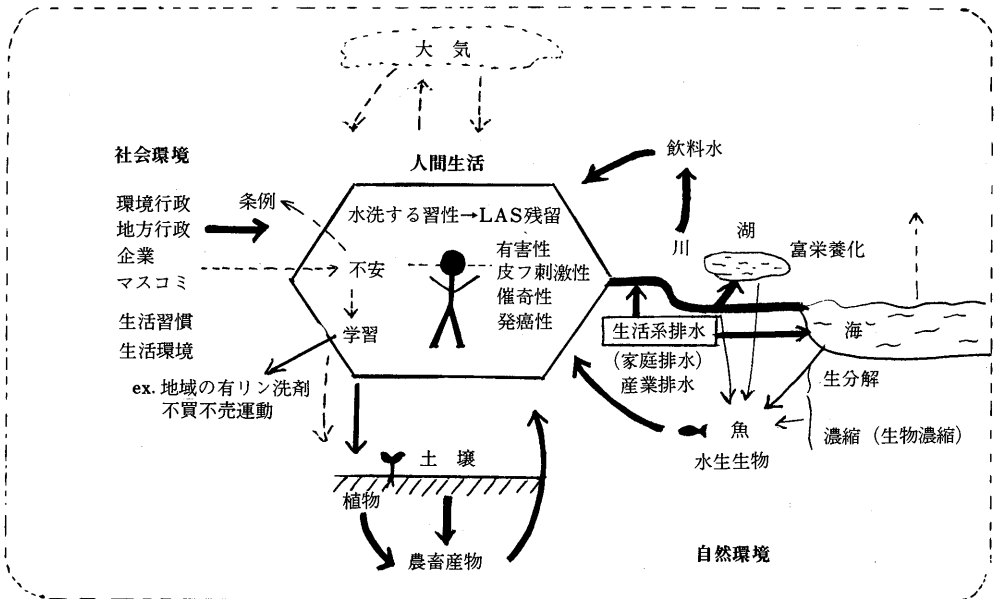 大 気
社会環境
環境行政
地方行政
企業
マスコミ
生活習慣
生活環境
条例
人間生活
水洗する習性→LAS残留
不安
有害性
皮フ刺激性
催奇性
発癌性
学習
ex. 地域の有リン洗剤
不買不売運動
飲料水
川
湖
富栄養化
生活系排水
(家庭排水)
産業排水
海
生分解
濃縮(生物濃縮)
魚
水生生物
土 壌
植物
農畜産物
自然環境